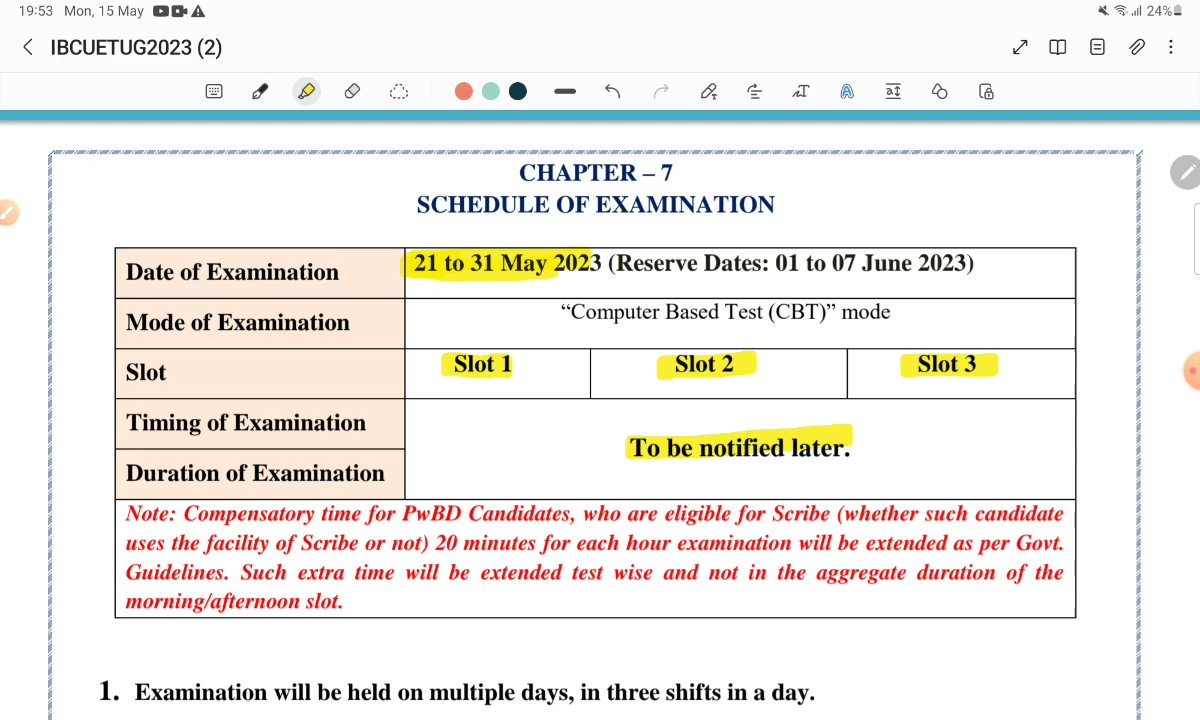 19:53 Mon, 15 May 24%
IBCUETUG2023 (2)
CHAPTER – 7
SCHEDULE OF EXAMINATION
Date of Examination 21 to 31 May 2023 (Reserve Dates: 01 to 07 June 2023)
Mode of Examination “Computer Based Test (CBT)” mode
Slot Slot 1 Slot 2 Slot 3
Timing of Examination
To be notified later.
Duration of Examination
Note: Compensatory time for PwBD Candidates, who are eligible for Scribe (whether such candidate
uses the facility of Scribe or not) 20 minutes for each hour examination will be extended as per Govt.
Guidelines. Such extra time will be extended test wise and not in the aggregate duration of the
morning/afternoon slot.
1. Examination will be held on multiple days, in three shifts in a day.